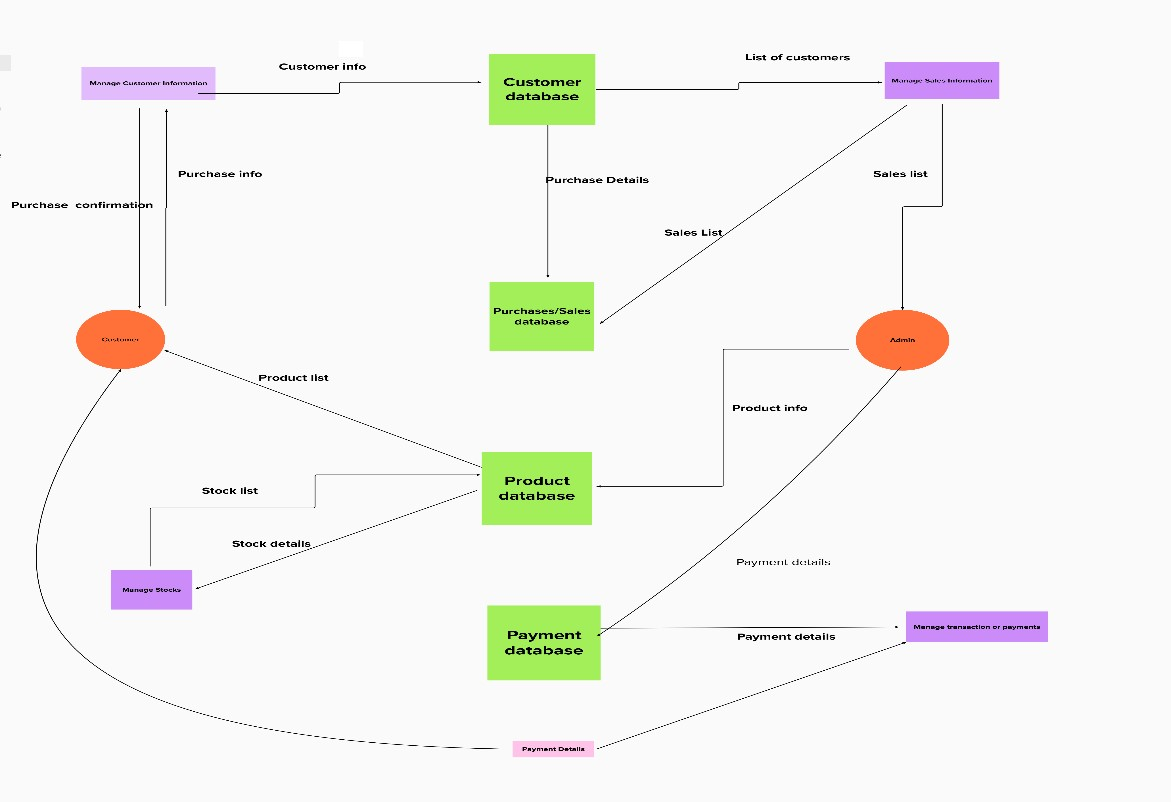 Customer info
List of customers
Manage Customer Information
Customer
database
Manage Sales Information
Purchase info
Purchase Details
Sales list
Purchase confirmation
Sales List
Purchases/Sales
database
Customer
Admin
Product list
Product info
Stock list
Product
database
Stock details
Payment details
Manage Stocks
Manage transaction or payments
Payment
database
Payment details
Payment Details